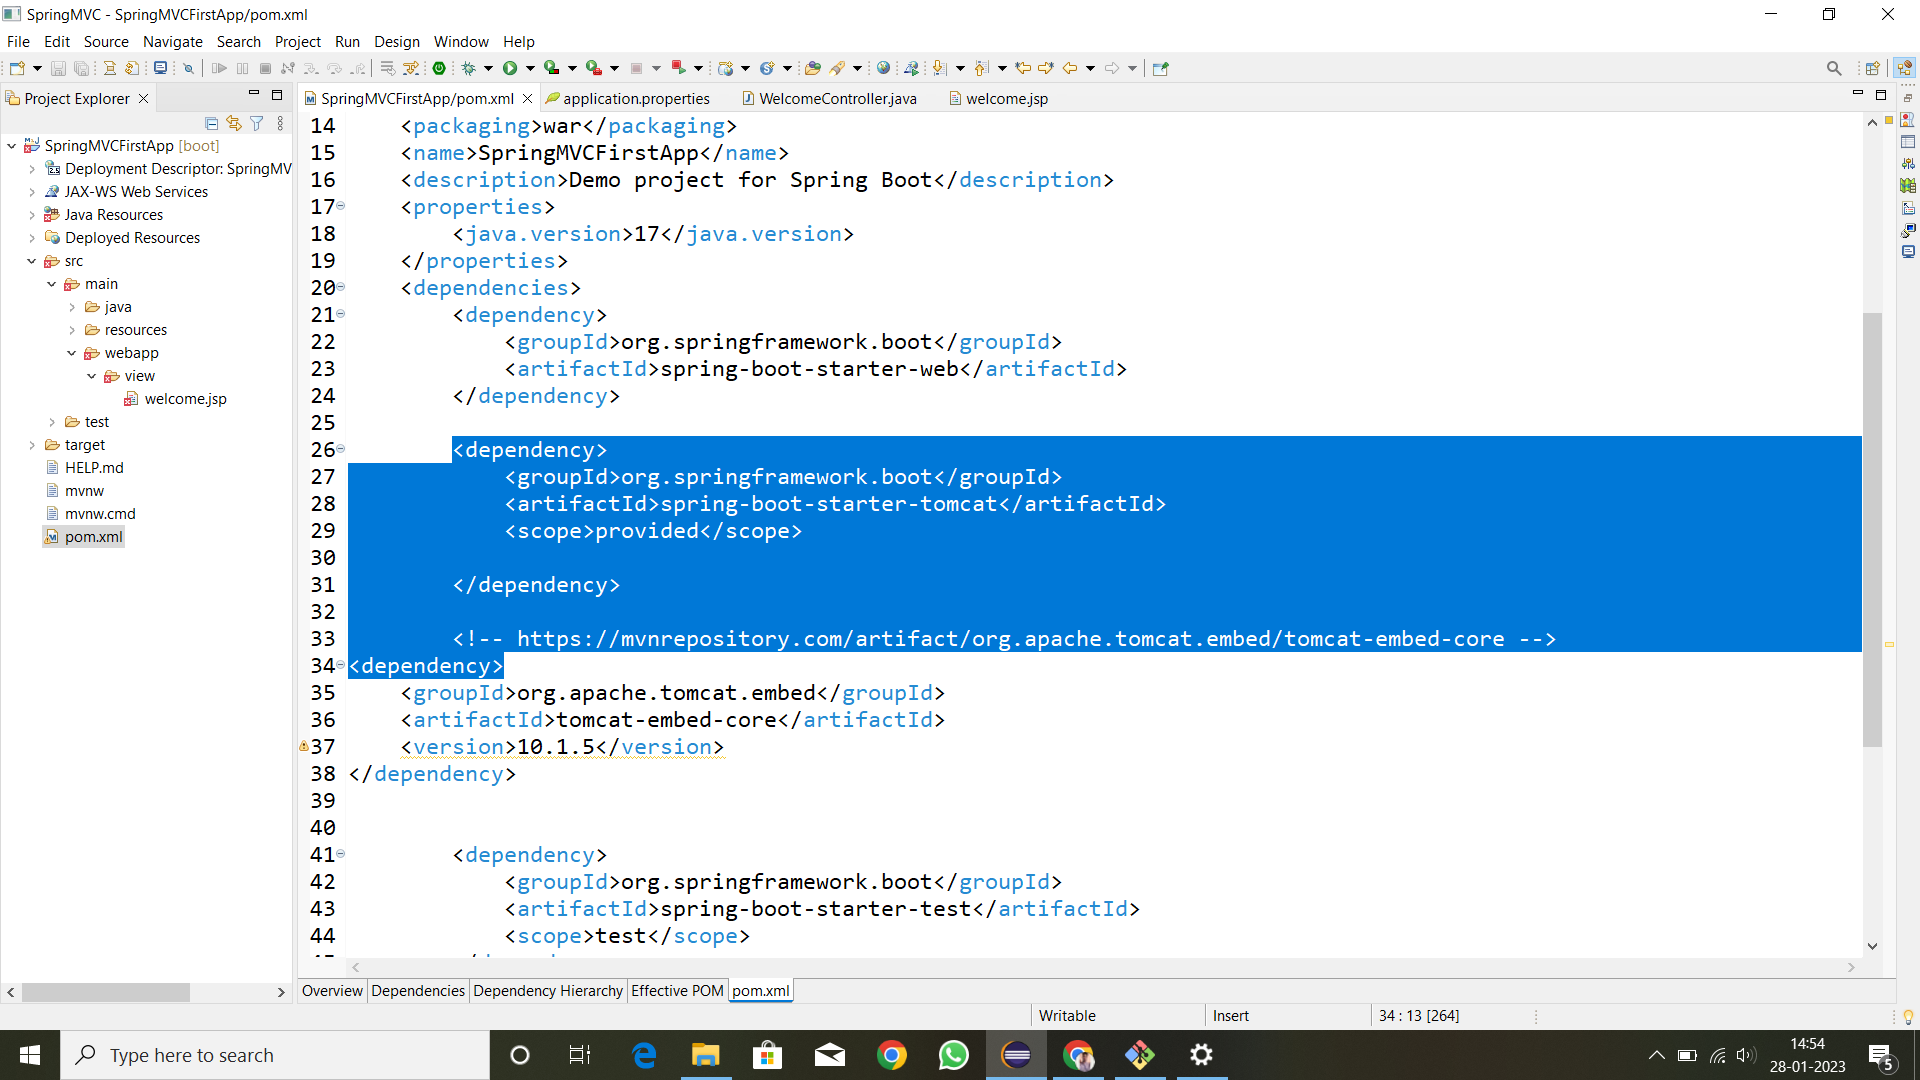 SpringMVC - SpringMVCFirstApp/pom.xml
File Edit Source Navigate Search Project Run Design Window Help
Project Explorer
SpringMVCFirstApp/pom.xml application.properties WelcomeController.java welcome.jsp
SpringMVCFirstApp [boot]
Deployment Descriptor: SpringMV
JAX-WS Web Services
Java Resources
Deployed Resources
src
main
java
resources
webapp
view
welcome.jsp
test
target
HELP.md
mvnw
mvnw.cmd
pom.xml
14 <packaging>war</packaging>
15 <name>SpringMVCFirstApp</name>
16 <description>Demo project for Spring Boot</description>
17 <properties>
18 <java.version>17</java.version>
19 </properties>
20 <dependencies>
21 <dependency>
22 <groupId>org.springframework.boot</groupId>
23 <artifactId>spring-boot-starter-web</artifactId>
24 </dependency>
25
26 <dependency>
27 <groupId>org.springframework.boot</groupId>
28 <artifactId>spring-boot-starter-tomcat</artifactId>
29 <scope>provided</scope>
30
31 </dependency>
32
33 <!-- https://mvnrepository.com/artifact/org.apache.tomcat.embed/tomcat-embed-core -->
34 <dependency>
35 <groupId>org.apache.tomcat.embed</groupId>
36 <artifactId>tomcat-embed-core</artifactId>
37 <version>10.1.5</version>
38 </dependency>
39
40
41 <dependency>
42 <groupId>org.springframework.boot</groupId>
43 <artifactId>spring-boot-starter-test</artifactId>
44 <scope>test</scope>
Overview Dependencies Dependency Hierarchy Effective POM pom.xml
Writable Insert 34 : 13 [264]
Type here to search
14:54
28-01-2023
5